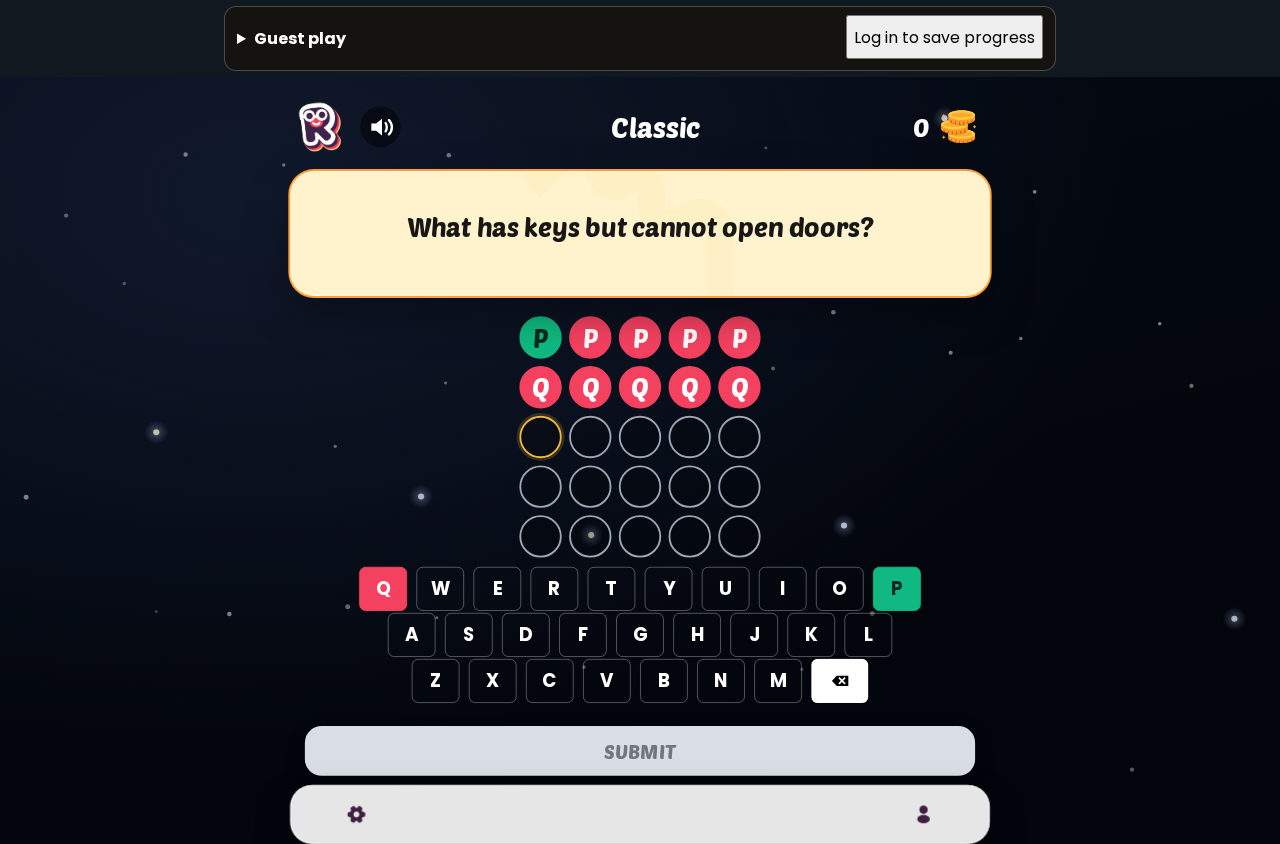 Guest play
Log in to save progress
Classic
0
What has keys but cannot open doors?
P P P P P
Q Q Q Q Q
Q W E R T Y U I O P
A S D F G H J K L
Z X C V B N M
SUBMIT